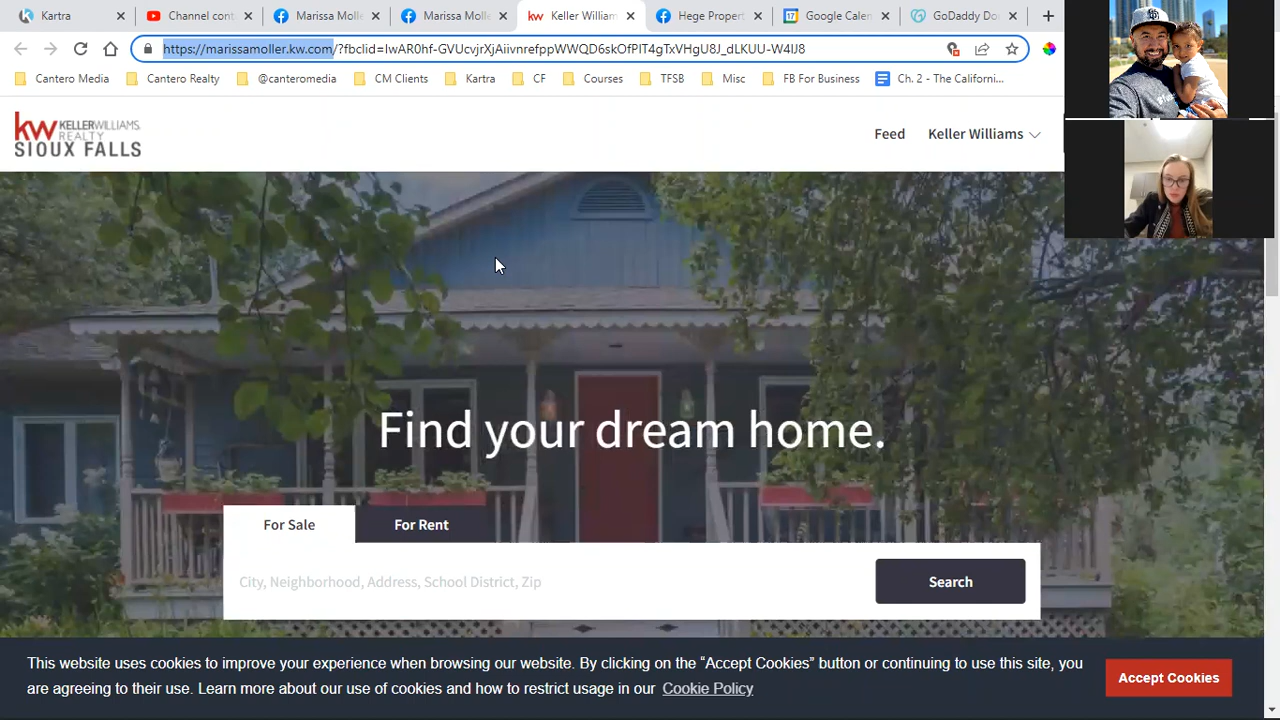 Kartra
Channel cont
Marissa Molle
Marissa Molle
Keller William
Hege Propert
Google Calen
GoDaddy Do
https://marissamoller.kw.com/?fbclid=IwAR0hf-GVUcvjrXjAiivnrefppWWQD6skOfPIT4gTxVHgU8J_dLKUU-W4IJ8
Cantero Media
Cantero Realty
@canteromedia
CM Clients
Kartra
CF
Courses
TFSB
Misc
FB For Business
Ch. 2 - The Californi...
kw KELLERWILLIAMS.
REALTY
SIOUX FALLS
Feed
Keller Williams
Find your dream home.
For Sale
For Rent
City, Neighborhood, Address, School District, Zip
Search
This website uses cookies to improve your experience when browsing our website. By clicking on the “Accept Cookies” button or continuing to use this site, you
are agreeing to their use. Learn more about our use of cookies and how to restrict usage in our Cookie Policy
Accept Cookies